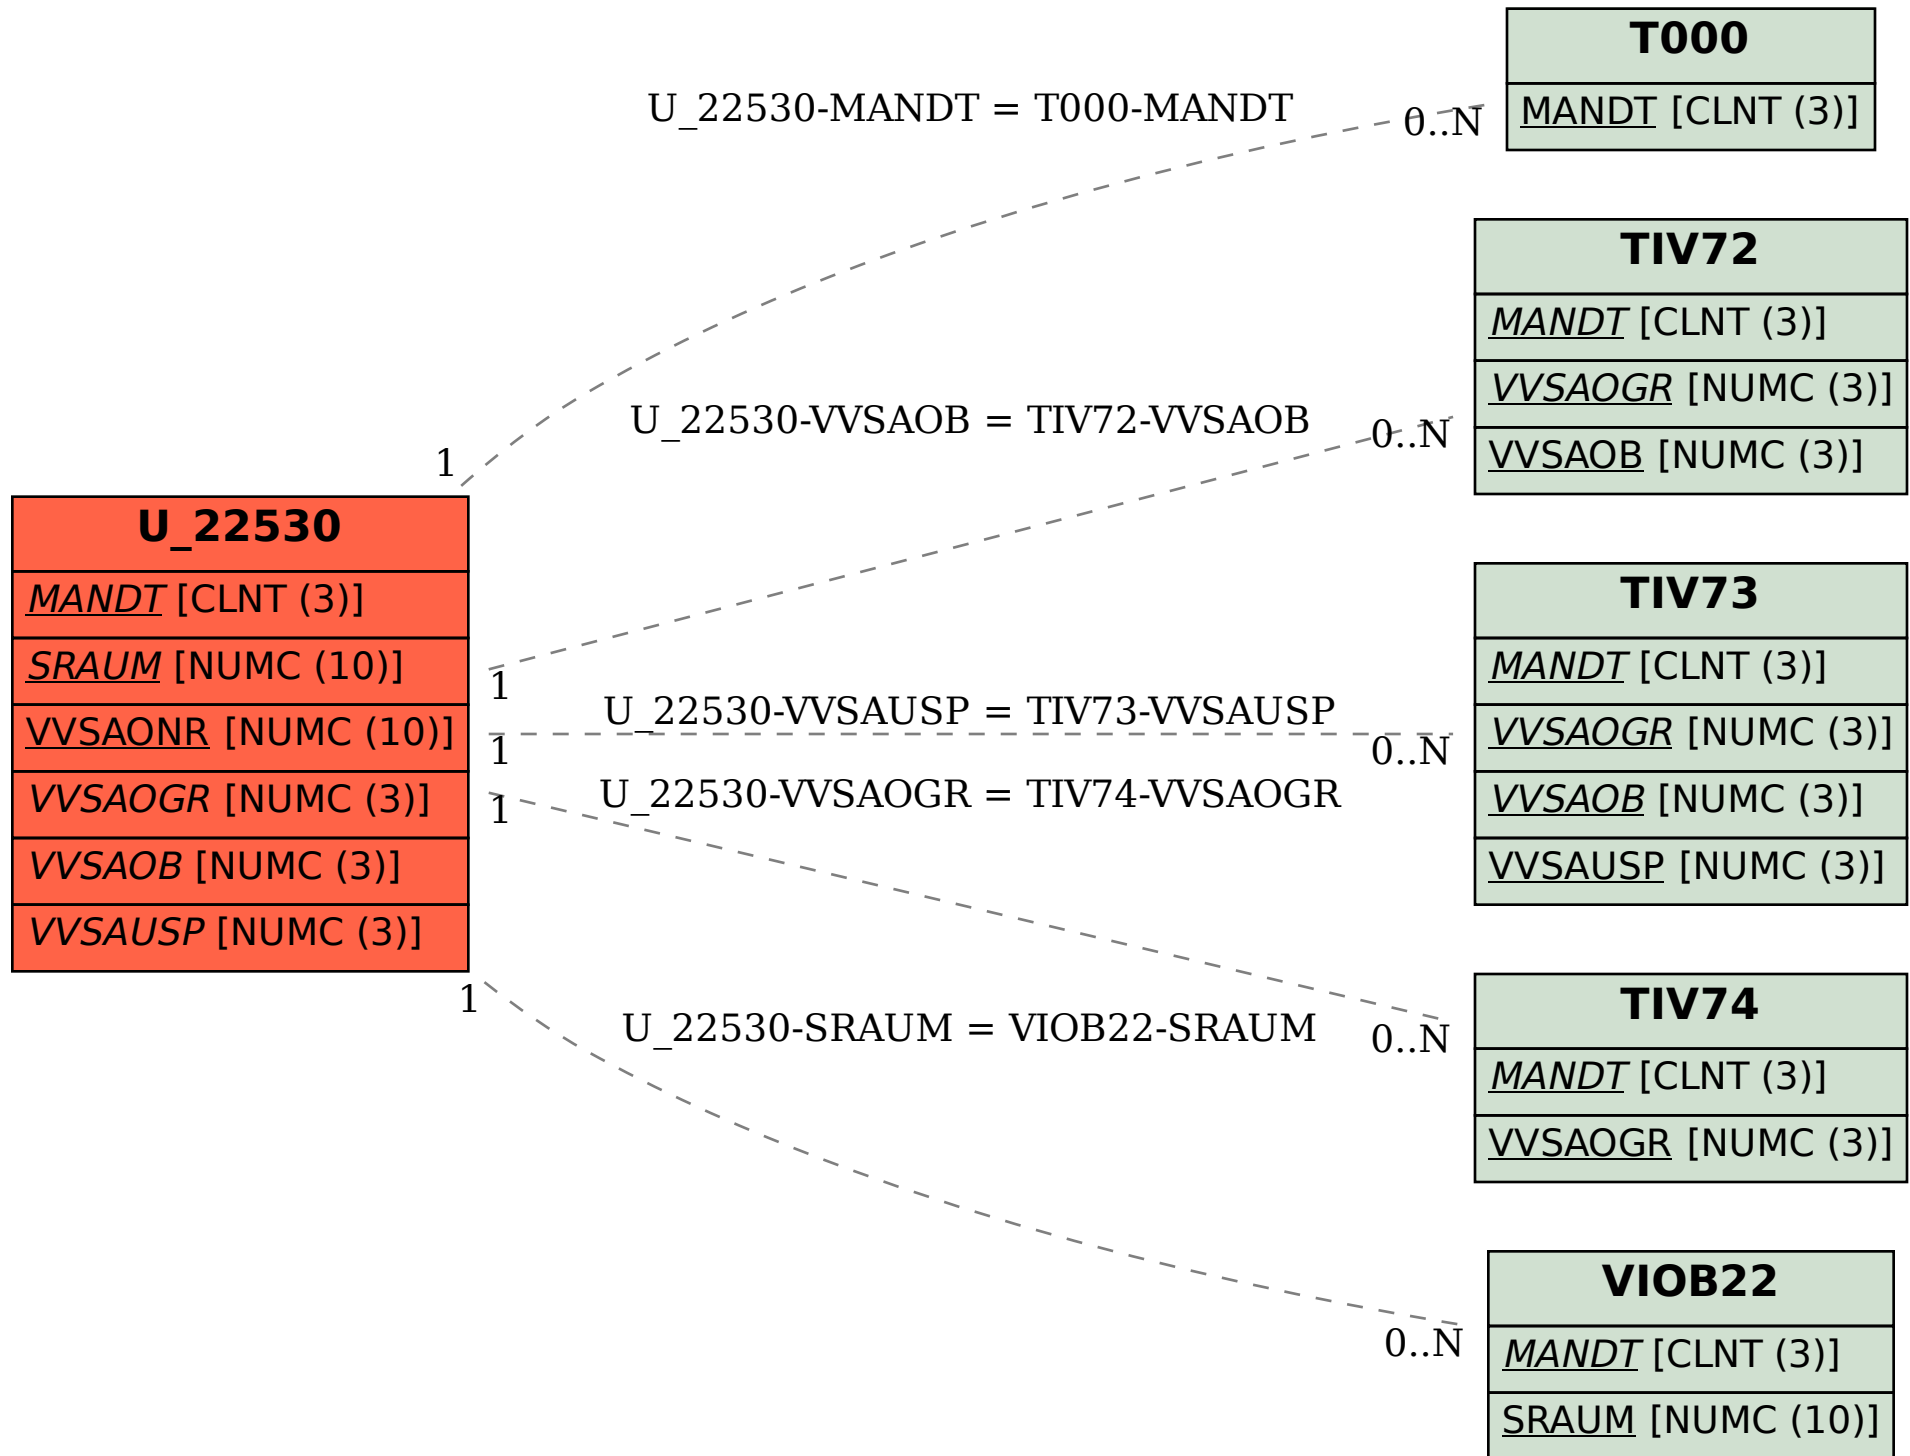 T000
MANDT [CLNT (3)]
U_22530-MANDT = T000-MANDT
0..N
TIV72
MANDT [CLNT (3)]
VVSAOGR [NUMC (3)]
VVSAOB [NUMC (3)]
U_22530-VVSAOB = TIV72-VVSAOB
0..N
1
U_22530
MANDT [CLNT (3)]
SRAUM [NUMC (10)]
VVSAONR [NUMC (10)]
VVSAOGR [NUMC (3)]
VVSAOB [NUMC (3)]
VVSAUSP [NUMC (3)]
1
U_22530-VVSAUSP = TIV73-VVSAUSP
1
0..N
TIV73
MANDT [CLNT (3)]
VVSAOGR [NUMC (3)]
VVSAOB [NUMC (3)]
VVSAUSP [NUMC (3)]
U_22530-VVSAOGR = TIV74-VVSAOGR
1
0..N
TIV74
MANDT [CLNT (3)]
VVSAOGR [NUMC (3)]
1
U_22530-SRAUM = VIOB22-SRAUM
0..N
VIOB22
MANDT [CLNT (3)]
SRAUM [NUMC (10)]